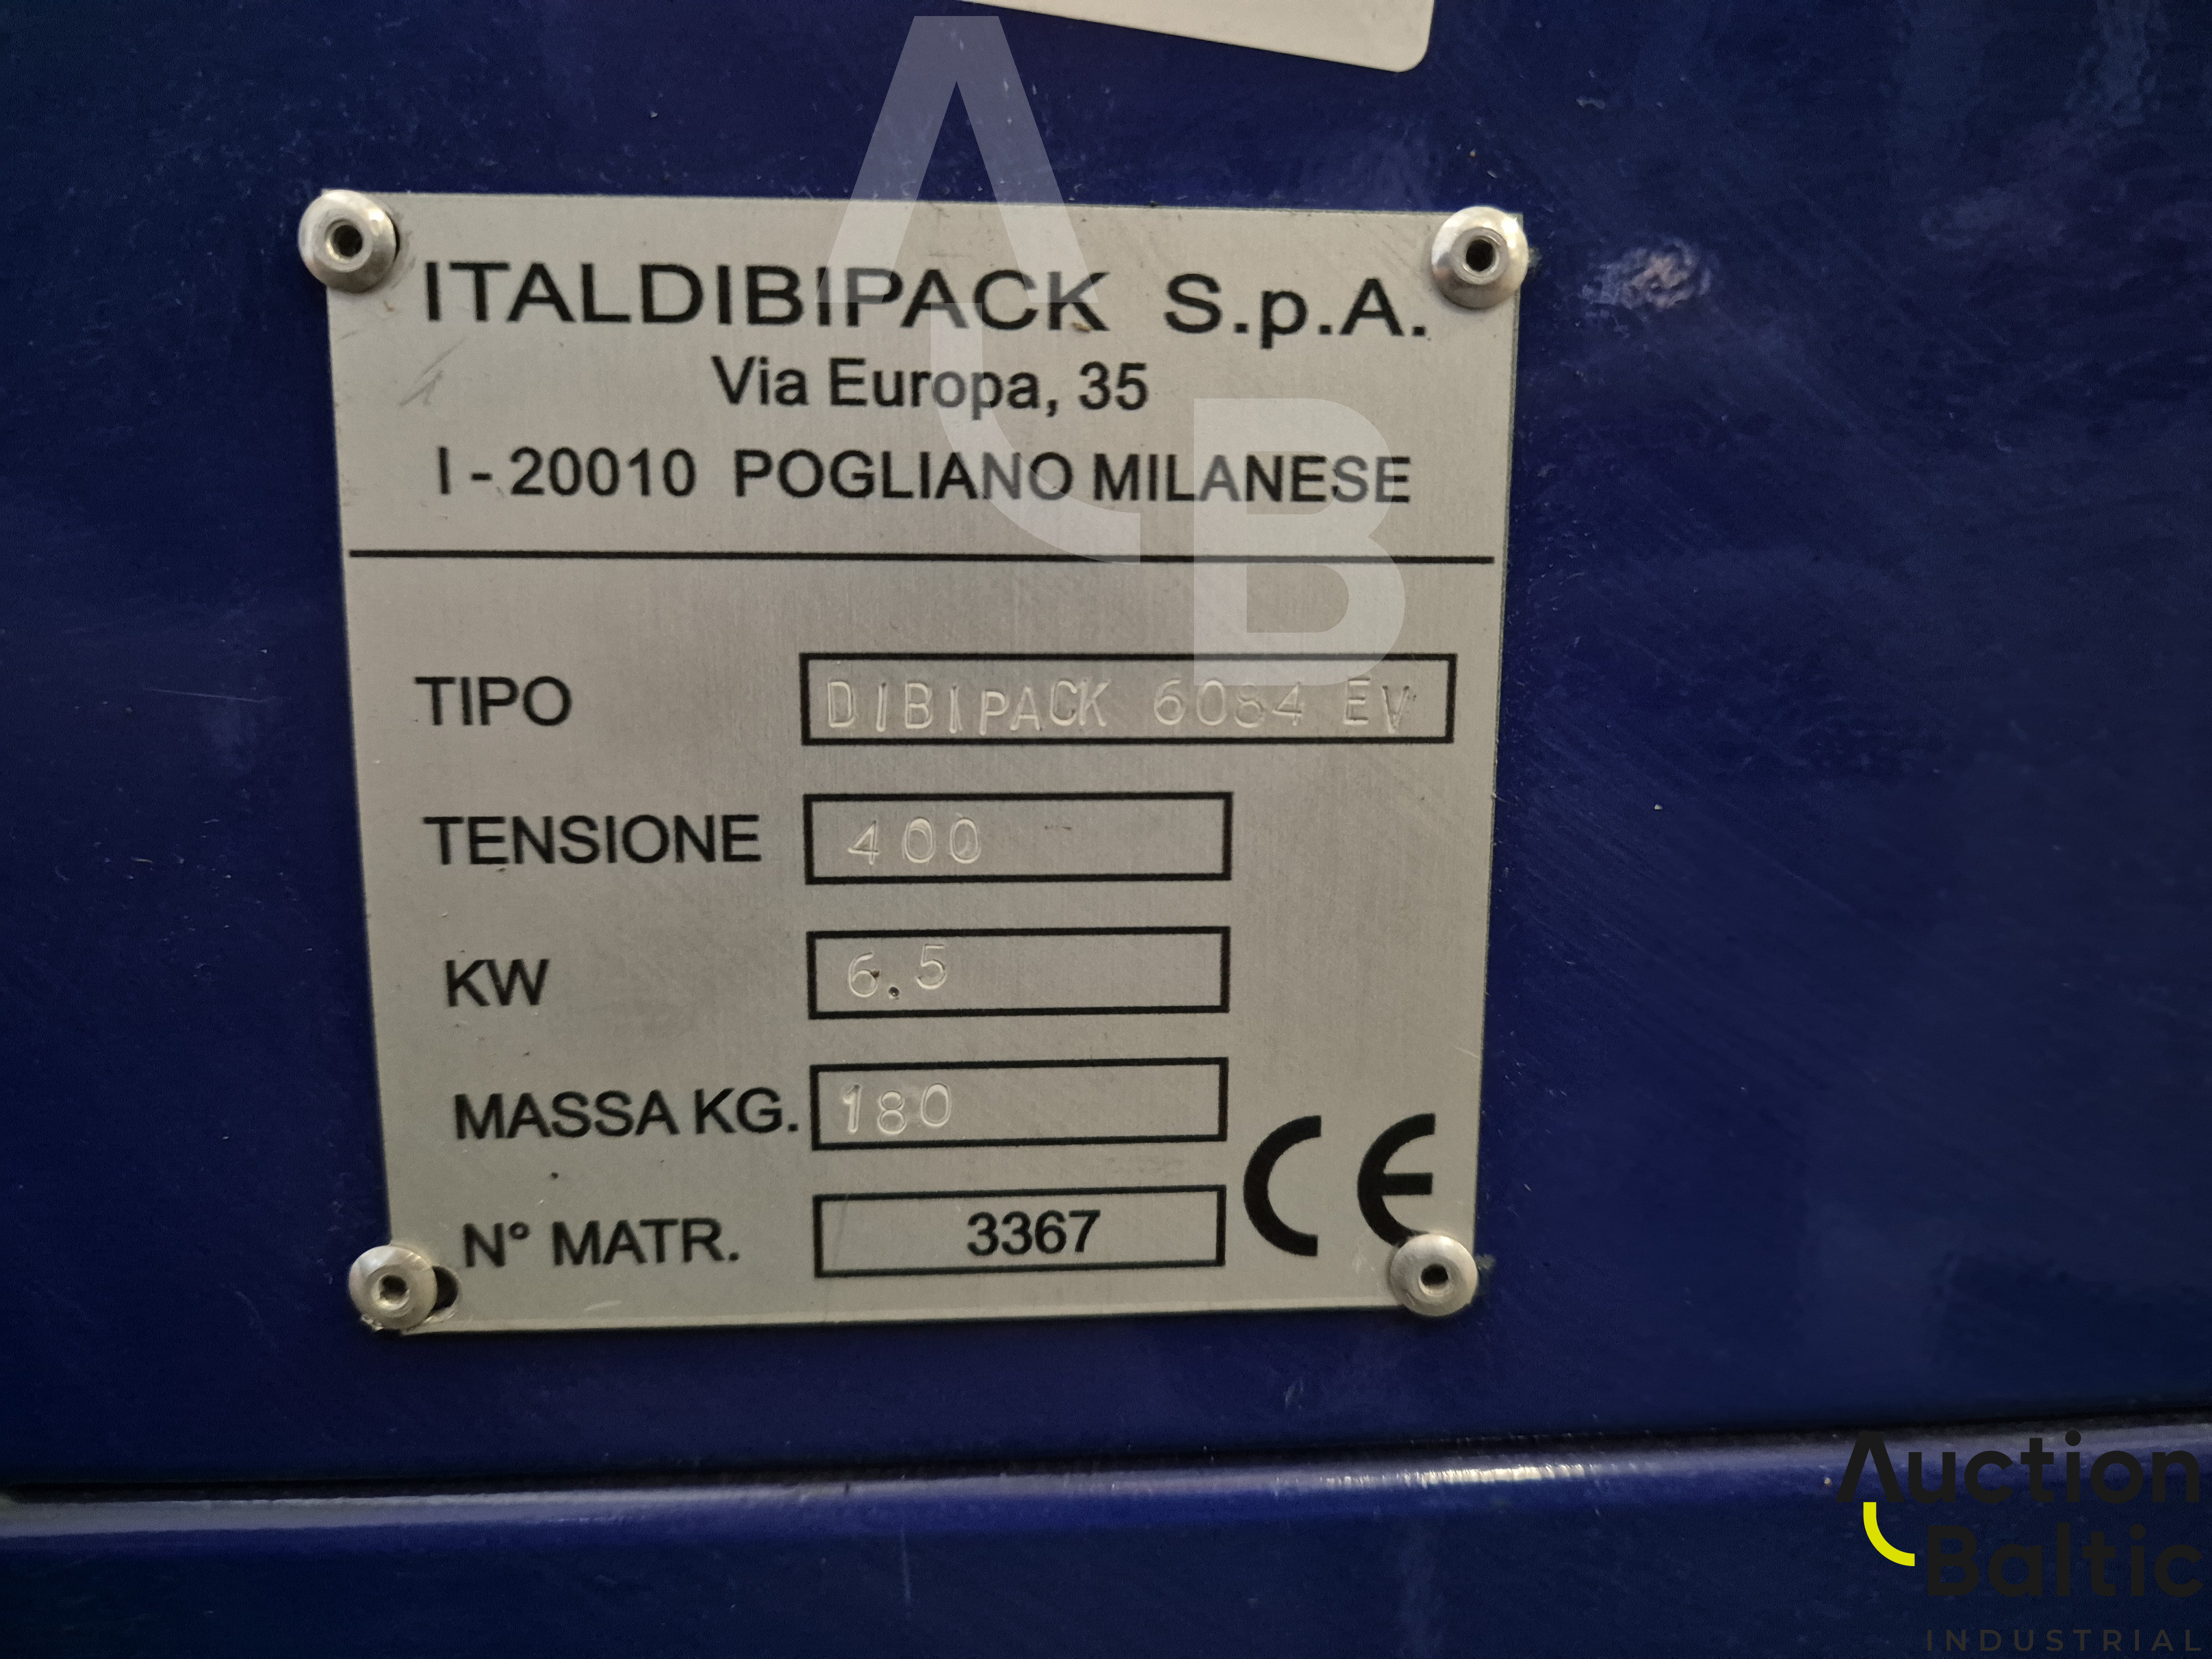 ITALDIBIPACK S.p.A.
Via Europa, 35
I - 20010 POGLIANO MILANESE
TIPO DIBIPACK 6084 EV
TENSIONE 400
KW 6.5
MASSA KG. 180
N° MATR. 3367
CE
AB
Auction
Baltic
INDUSTRIAL